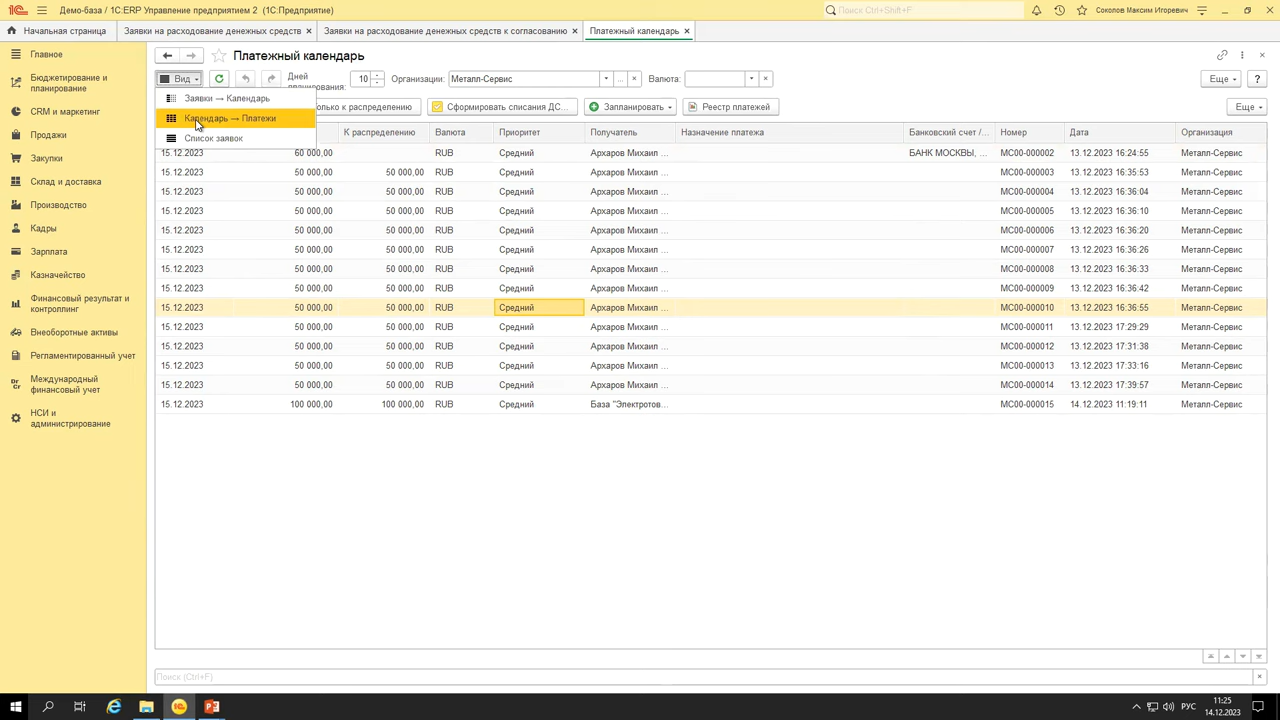 Демо-база / 1С:ERP Управление предприятием 2 (1С:Предприятие)
Поиск Ctrl+Shift+F
Соколов Максим Игоревич
Начальная страница
Заявки на расходование денежных средств
Заявки на расходование денежных средств к согласованию
Платежный календарь
Главное
Бюджетирование и
планирование
CRM и маркетинг
Продажи
Закупки
Склад и доставка
Производство
Кадры
Зарплата
Казначейство
Финансовый результат и
контроллинг
Внеоборотные активы
Регламентированный учет
Международный
финансовый учет
НСИ и
администрирование
Платежный календарь
Вид
Дней
планирования:
10
Организации:
Металл-Сервис
Валюта:
Еще
?
Заявки → Календарь
Календарь → Платежи
Список заявок
олько к распределению
Сформировать списания ДС...
Запланировать
Реестр платежей
Еще
К распределению Валюта Приоритет Получатель Назначение платежа Банковский счет /... Номер Дата Организация
15.12.2023 60 000,00 RUB Средний Архаров Михаил ... БАНК МОСКВЫ, ... МС00-000002 13.12.2023 16:24:55 Металл-Сервис
15.12.2023 50 000,00 50 000,00 RUB Средний Архаров Михаил ... МС00-000003 13.12.2023 16:35:53 Металл-Сервис
15.12.2023 50 000,00 50 000,00 RUB Средний Архаров Михаил ... МС00-000004 13.12.2023 16:36:04 Металл-Сервис
15.12.2023 50 000,00 50 000,00 RUB Средний Архаров Михаил ... МС00-000005 13.12.2023 16:36:10 Металл-Сервис
15.12.2023 50 000,00 50 000,00 RUB Средний Архаров Михаил ... МС00-000006 13.12.2023 16:36:20 Металл-Сервис
15.12.2023 50 000,00 50 000,00 RUB Средний Архаров Михаил ... МС00-000007 13.12.2023 16:36:26 Металл-Сервис
15.12.2023 50 000,00 50 000,00 RUB Средний Архаров Михаил ... МС00-000008 13.12.2023 16:36:33 Металл-Сервис
15.12.2023 50 000,00 50 000,00 RUB Средний Архаров Михаил ... МС00-000009 13.12.2023 16:36:42 Металл-Сервис
15.12.2023 50 000,00 50 000,00 RUB Средний Архаров Михаил ... МС00-000010 13.12.2023 16:36:55 Металл-Сервис
15.12.2023 50 000,00 50 000,00 RUB Средний Архаров Михаил ... МС00-000011 13.12.2023 17:29:29 Металл-Сервис
15.12.2023 50 000,00 50 000,00 RUB Средний Архаров Михаил ... МС00-000012 13.12.2023 17:31:38 Металл-Сервис
15.12.2023 50 000,00 50 000,00 RUB Средний Архаров Михаил ... МС00-000013 13.12.2023 17:33:16 Металл-Сервис
15.12.2023 50 000,00 50 000,00 RUB Средний Архаров Михаил ... МС00-000014 13.12.2023 17:39:57 Металл-Сервис
15.12.2023 100 000,00 100 000,00 RUB Средний База "Электротов... МС00-000015 14.12.2023 11:19:11 Металл-Сервис
Поиск (Ctrl+F)
РУС
11:25
14.12.2023